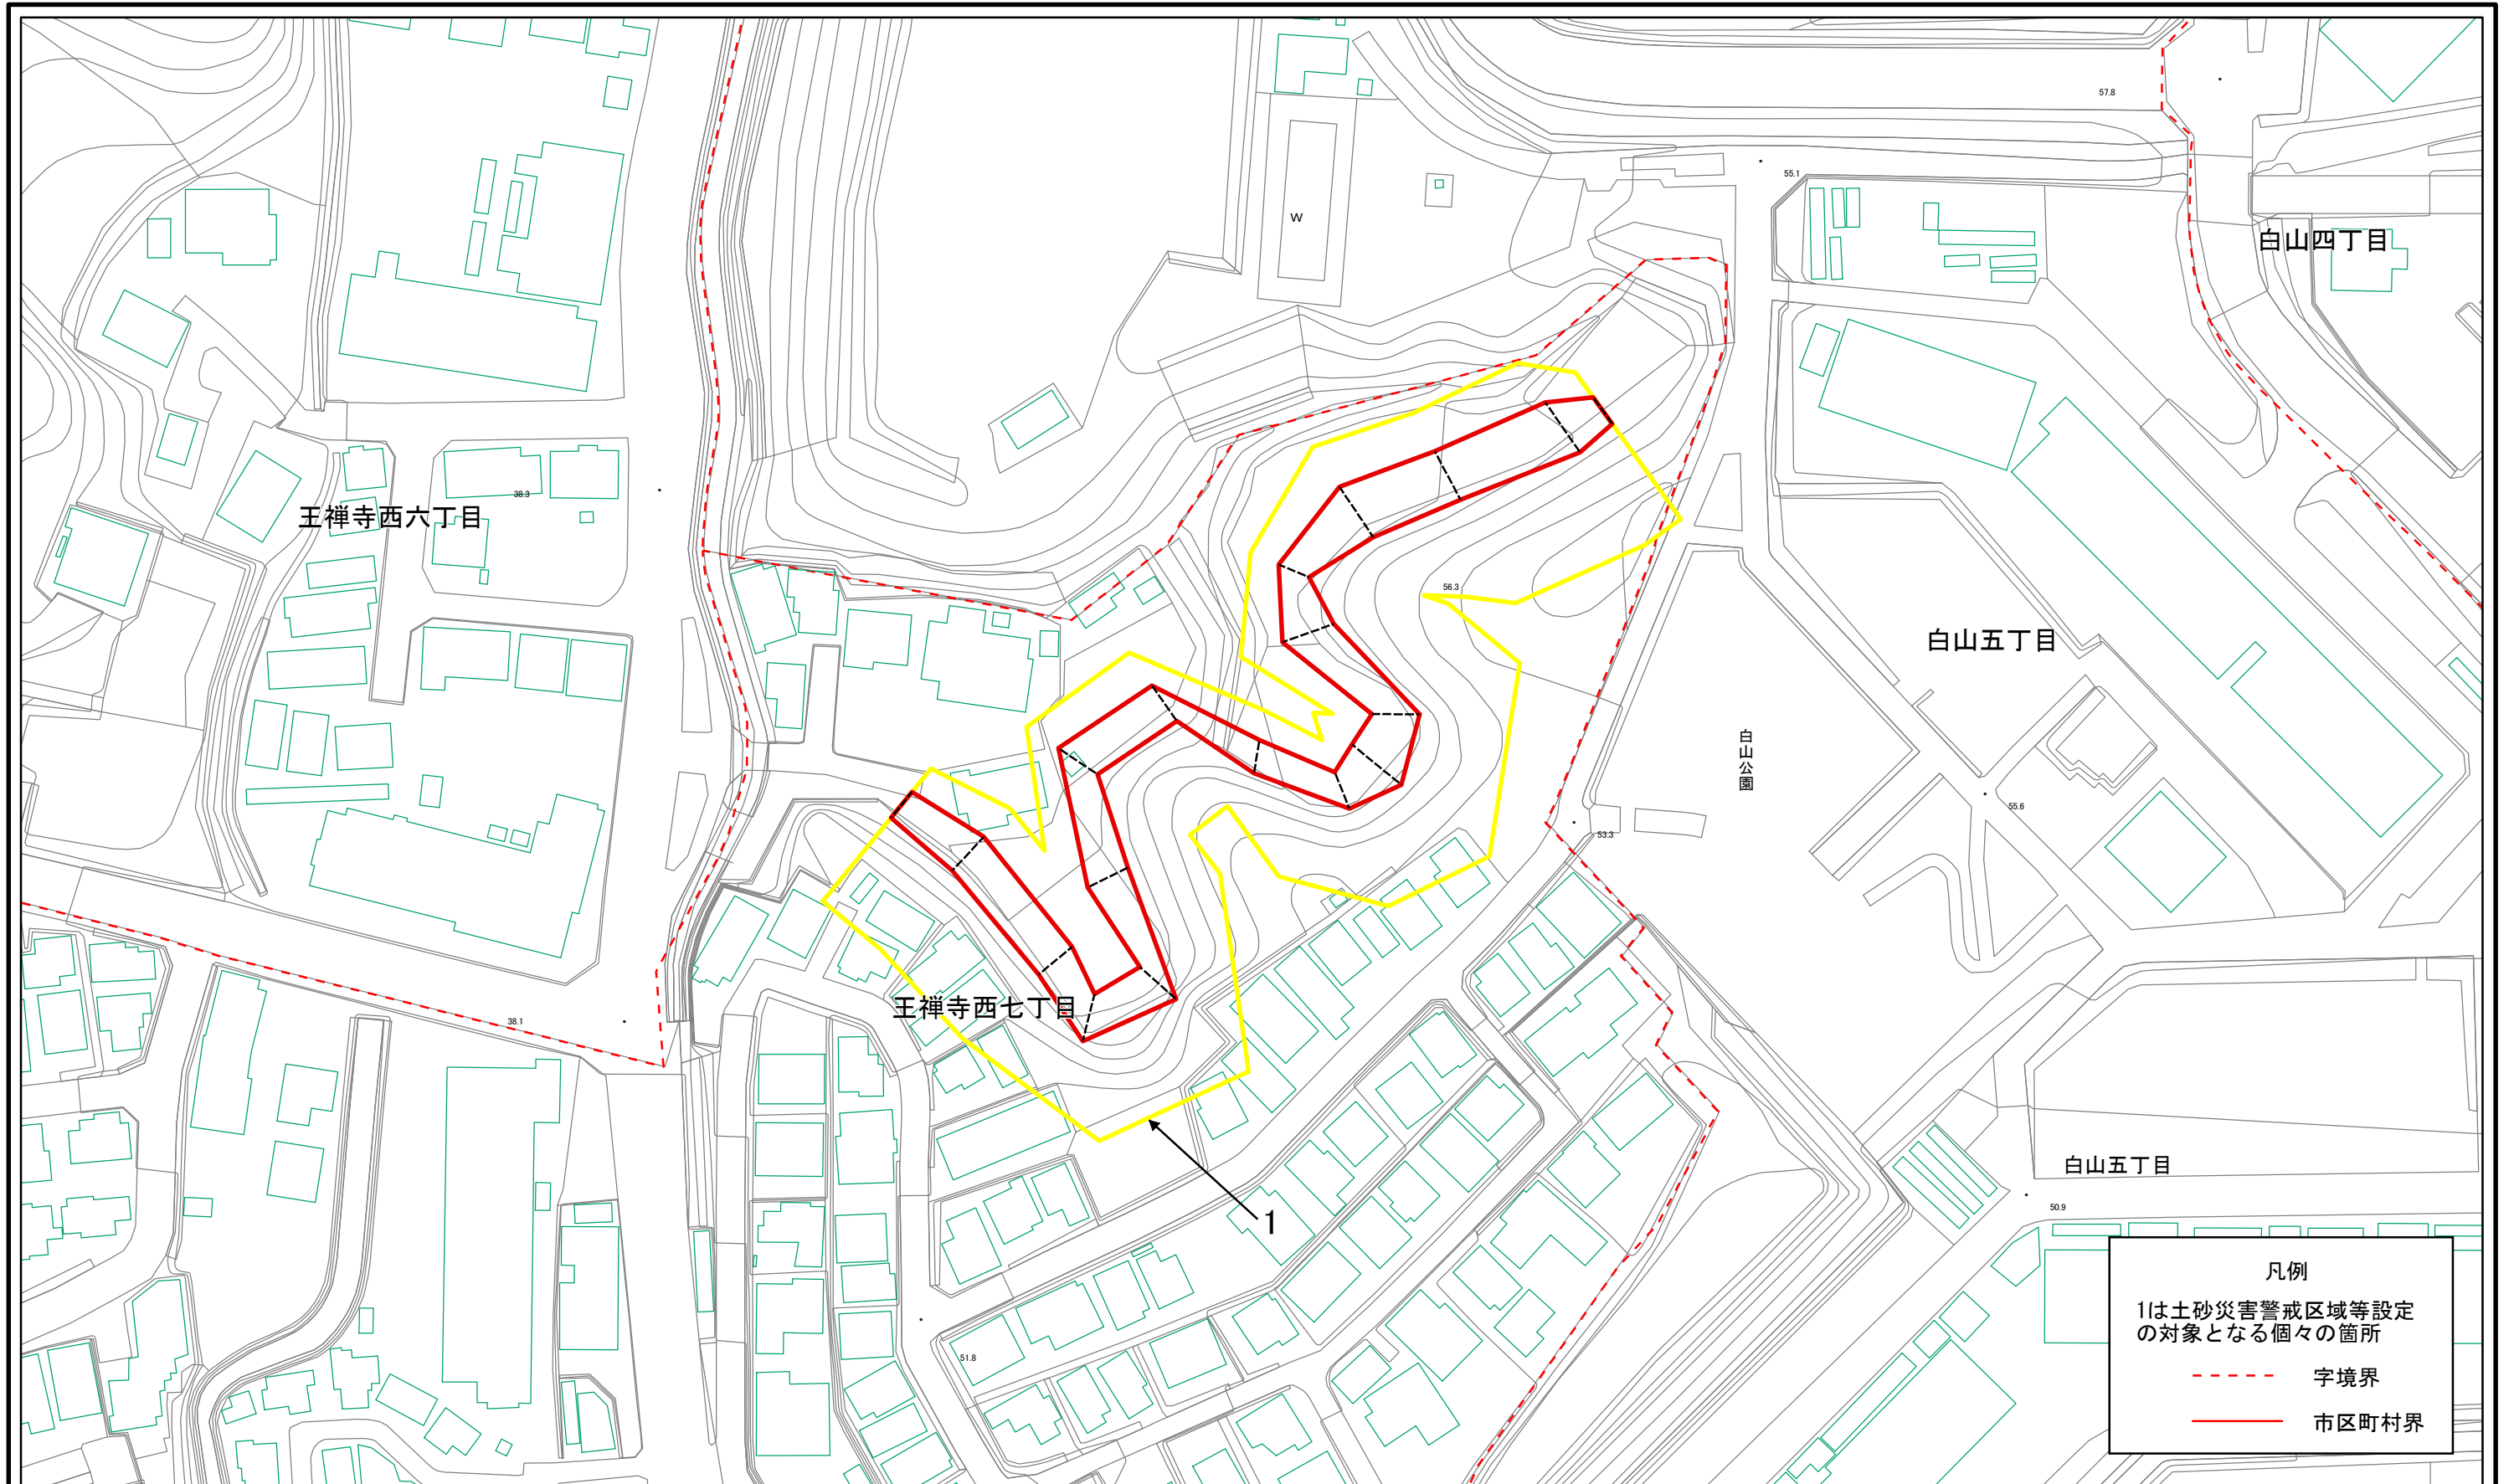 57.8
55.1
W
白山四丁目
38.3
王禅寺西六丁目
56.3
白山五丁目
白山公園
55.6
53.3
王禅寺西七丁目
38.1
白山五丁目
50.9
1
51.8
凡例
1は土砂災害警戒区域等設定
の対象となる個々の箇所
字境界
市区町村界